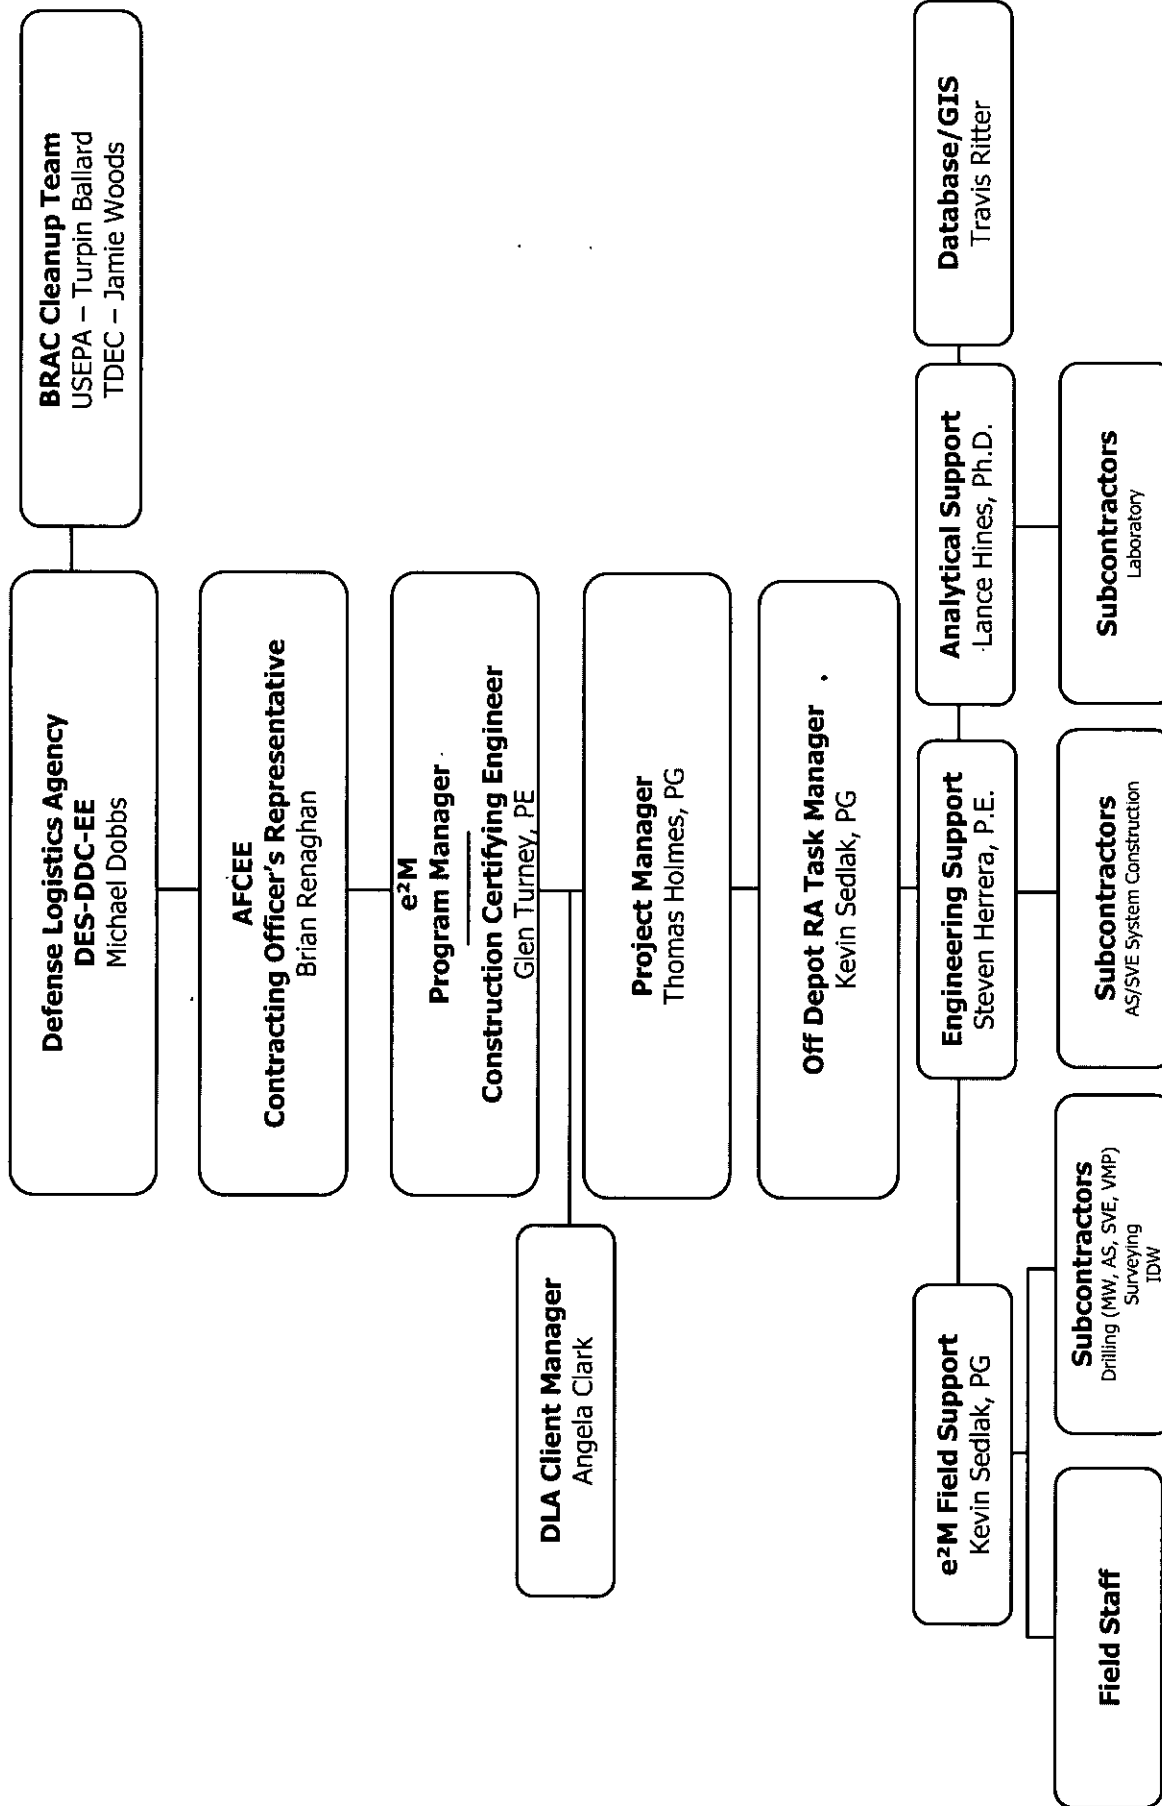 Defense Logistics Agency
DES-DDC-EE
Michael Dobbs
BRAC Cleanup Team
USEPA – Turpin Ballard
TDEC – Jamie Woods
AFCEE
Contracting Officer's Representative
Brian Renaghan
e²M
Program Manager
Construction Certifying Engineer
Glen Turney, PE
DLA Client Manager
Angela Clark
Project Manager
Thomas Holmes, PG
Off Depot RA Task Manager
Kevin Sedlak, PG
e²M Field Support
Kevin Sedlak, PG
Engineering Support
Steven Herrera, P.E.
Analytical Support
Lance Hines, Ph.D.
Database/GIS
Travis Ritter
Field Staff
Subcontractors
Drilling (MW, AS, SVE, VMP)
Surveying
IDW
Subcontractors
AS/SVE System Construction
Subcontractors
Laboratory